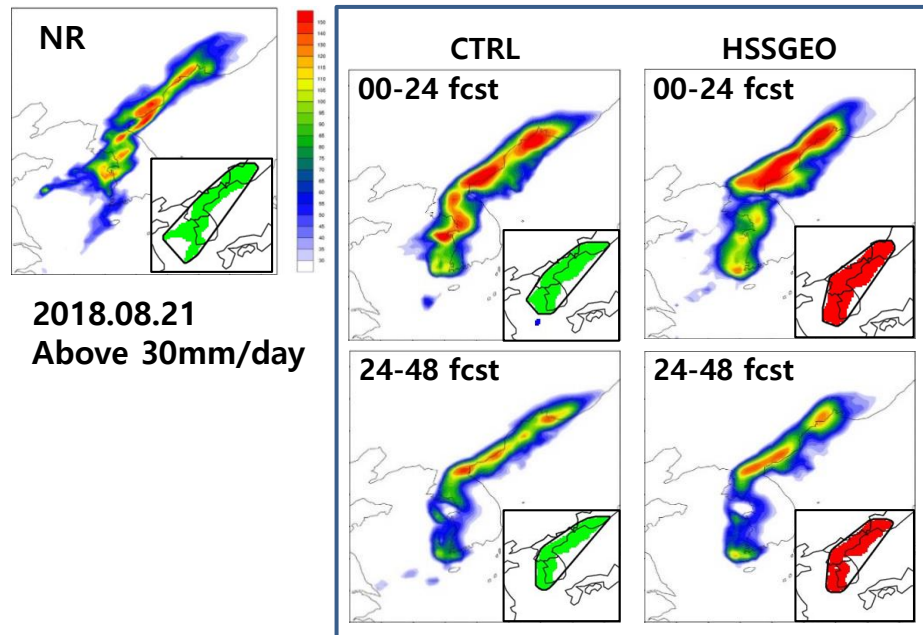 NR
2018.08.21
Above 30mm/day
CTRL
HSSGEO
00-24 fcst
00-24 fcst
24-48 fcst
24-48 fcst